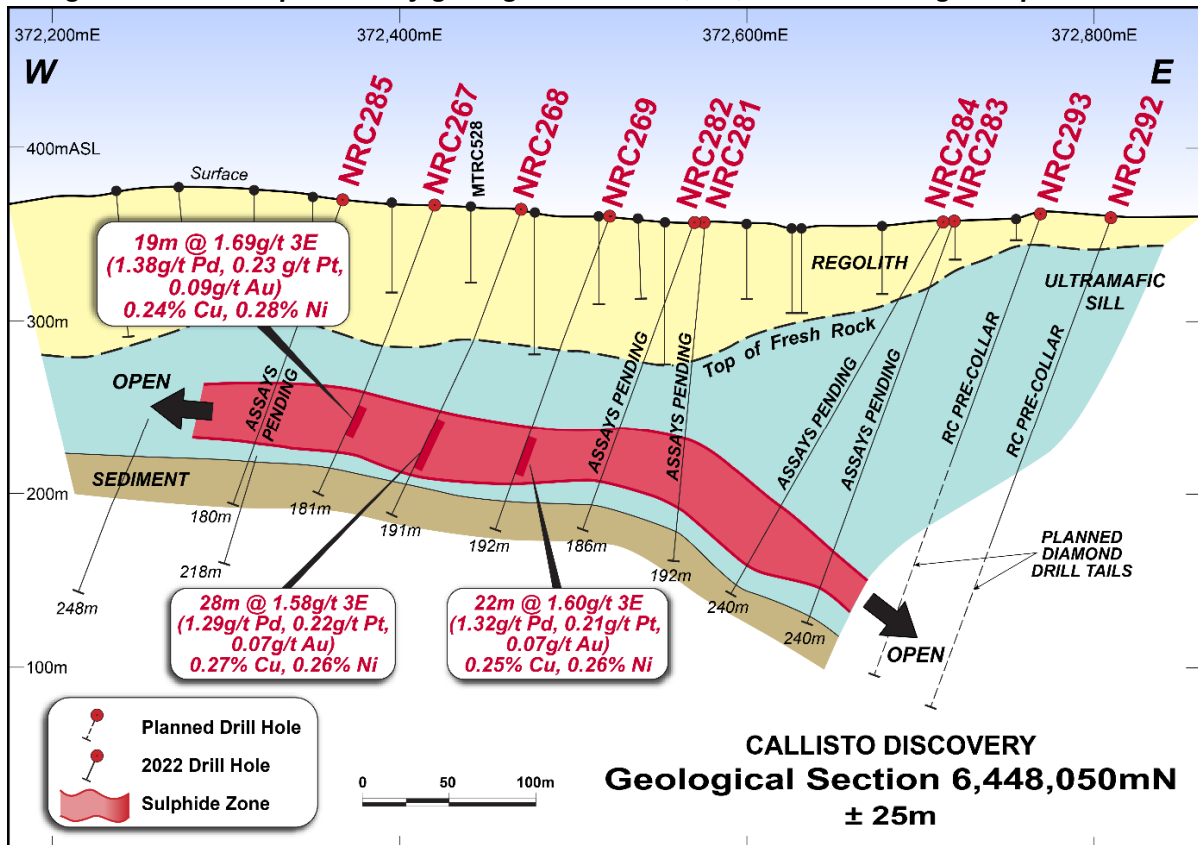 372,200mE
372,400mE
372,600mE
372,800mE
W
E
NRC285
NRC267
MTRC528
NRC268
NRC269
NRC282
NRC281
NRC284
NRC283
NRC293
NRC292
400mASL
Surface
19m @ 1.69g/t 3E
(1.38g/t Pd, 0.23 g/t Pt,
0.09g/t Au)
0.24% Cu, 0.28% Ni
REGOLITH
ULTRAMAFIC
SILL
300m
Top of Fresh Rock
OPEN
ASSAYS
PENDING
ASSAYS PENDING
ASSAYS PENDING
ASSAYS PENDING
ASSAYS PENDING
RC PRE-COLLAR
RC PRE-COLLAR
SEDIMENT
200m
180m
181m
191m
192m
186m
192m
218m
248m
240m
240m
PLANNED
DIAMOND
DRILL TAILS
28m @ 1.58g/t 3E
(1.29g/t Pd, 0.22g/t Pt,
0.07g/t Au)
0.27% Cu, 0.26% Ni
22m @ 1.60g/t 3E
(1.32g/t Pd, 0.21g/t Pt,
0.07g/t Au)
0.25% Cu, 0.26% Ni
OPEN
100m
Planned Drill Hole
2022 Drill Hole
Sulphide Zone
0
50
100m
CALLISTO DISCOVERY
Geological Section 6,448,050mN
± 25m